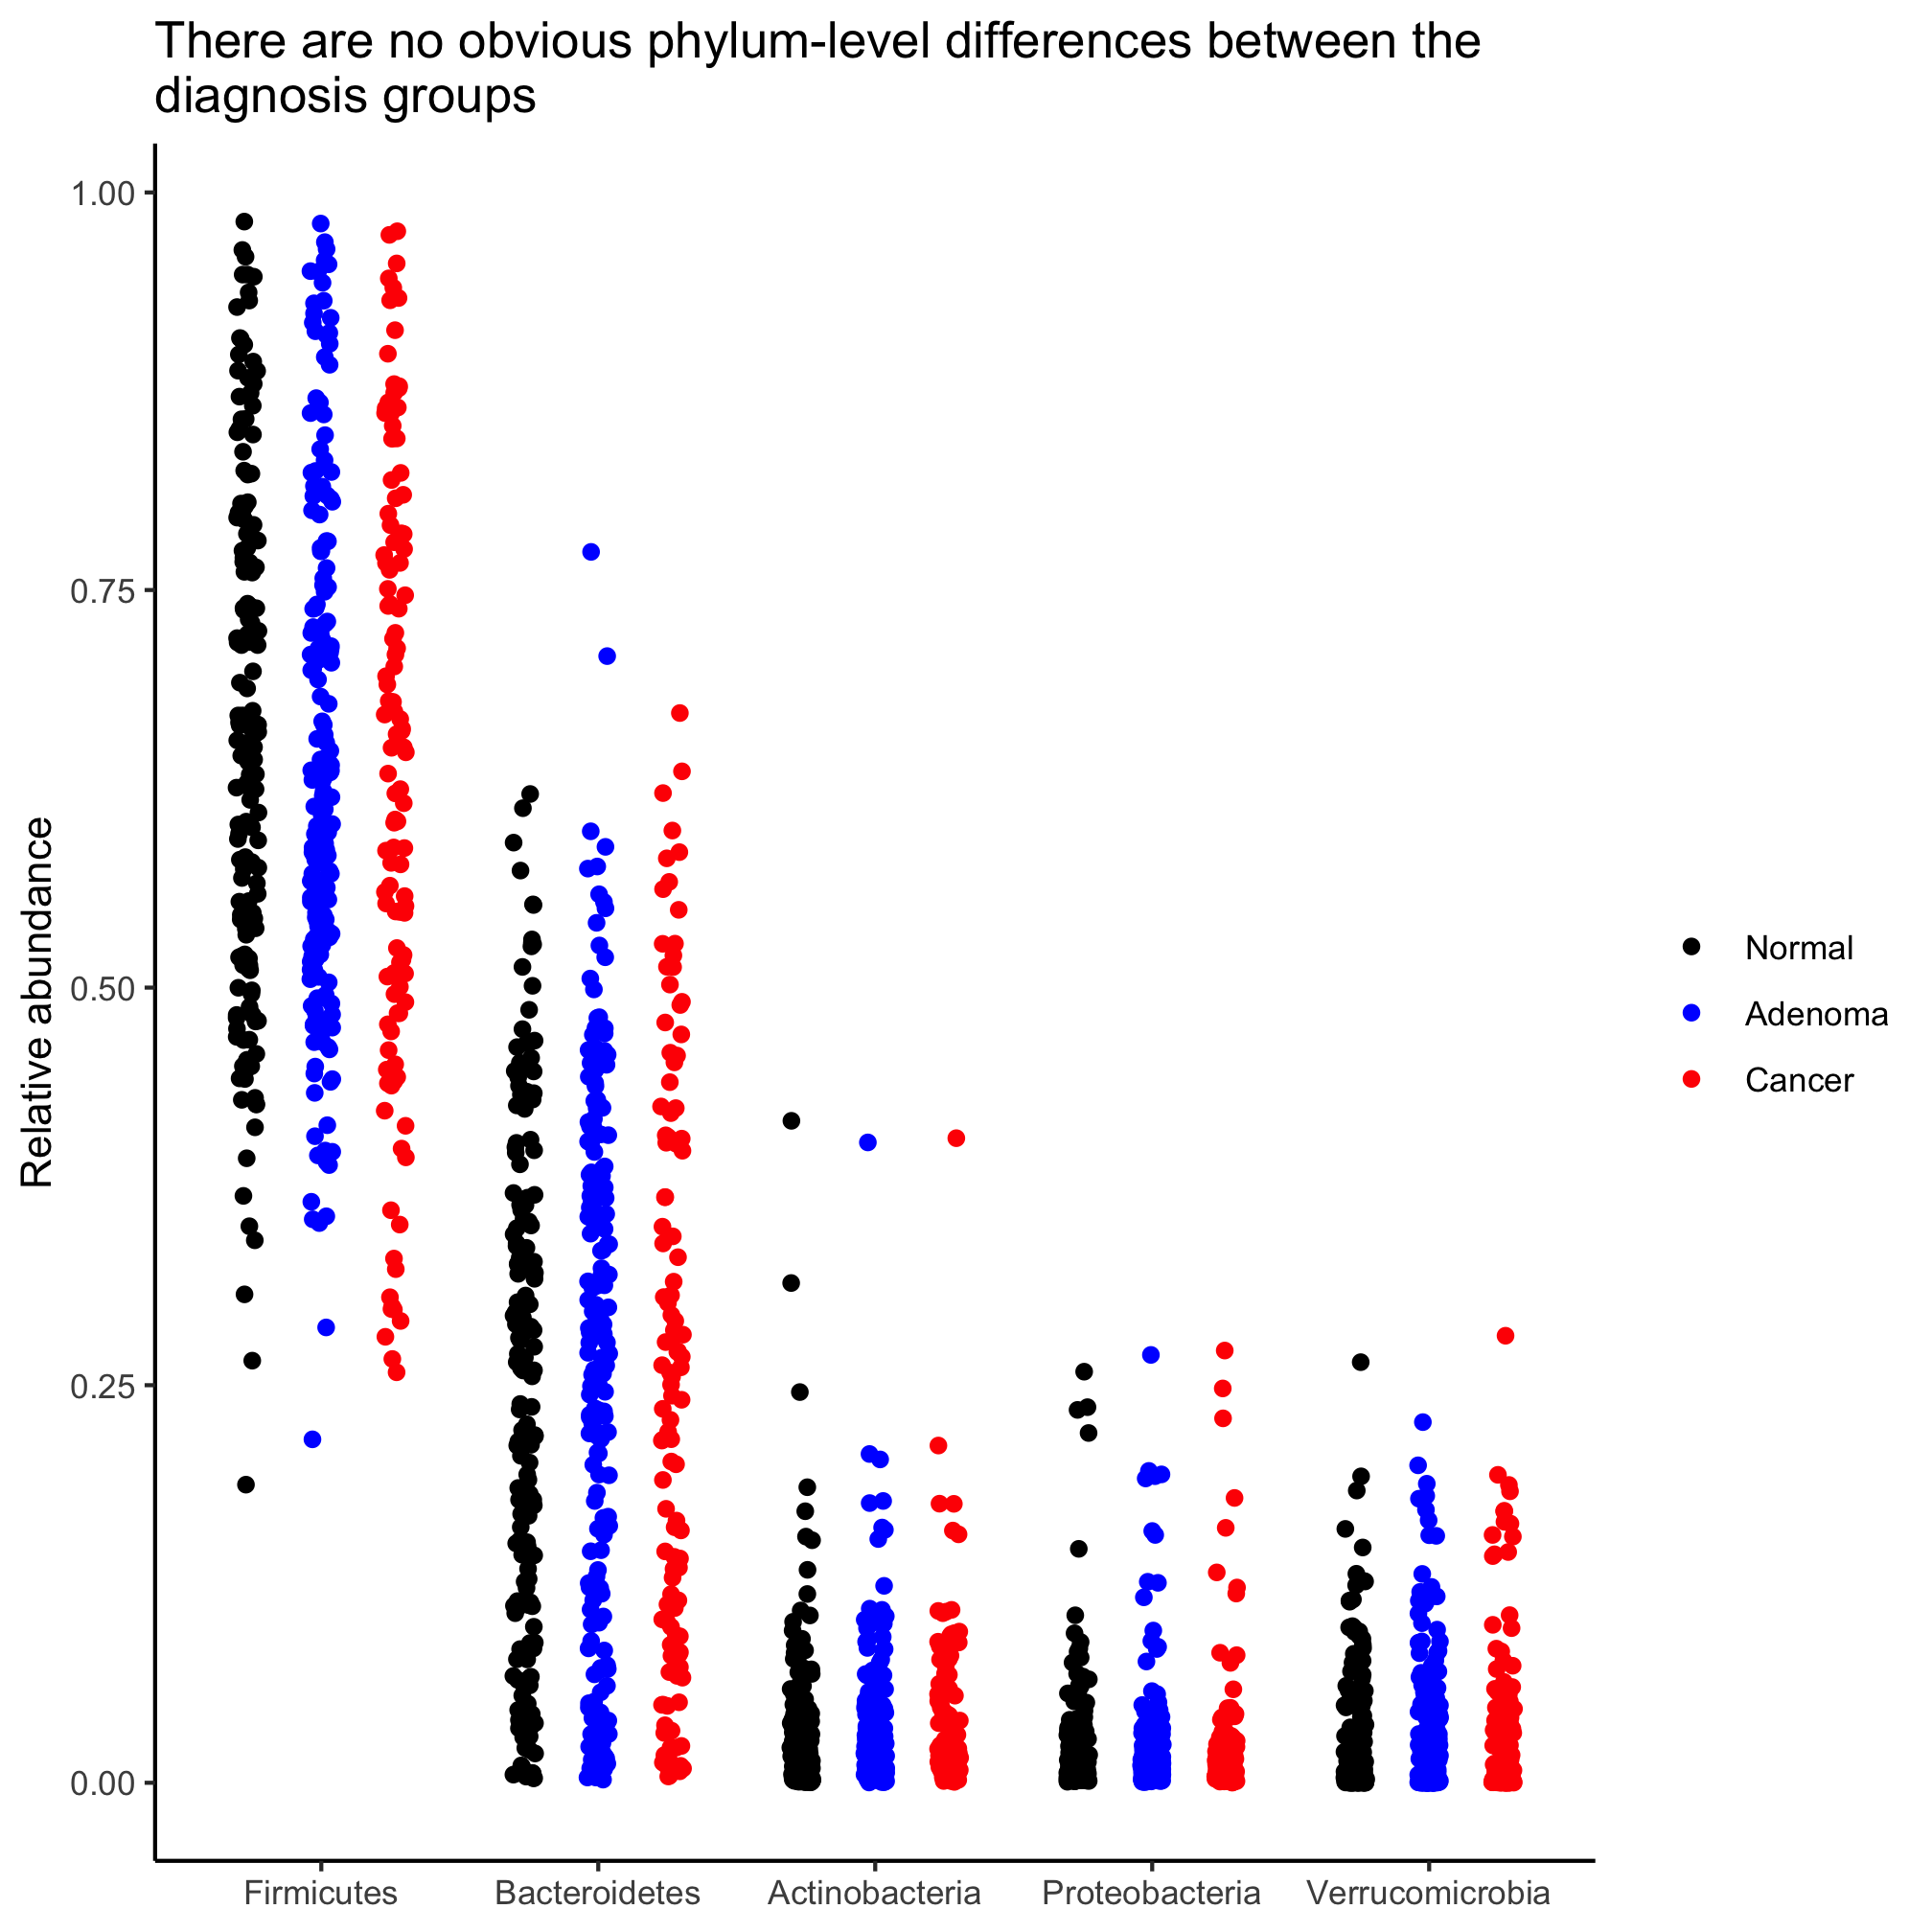 There are no obvious phylum-level differences between the
diagnosis groups
1.00
0.75
0.50
0.25
0.00
Relative abundance
Firmicutes
Bacteroidetes
Actinobacteria
Proteobacteria
Verrucomicrobia
Normal
Adenoma
Cancer